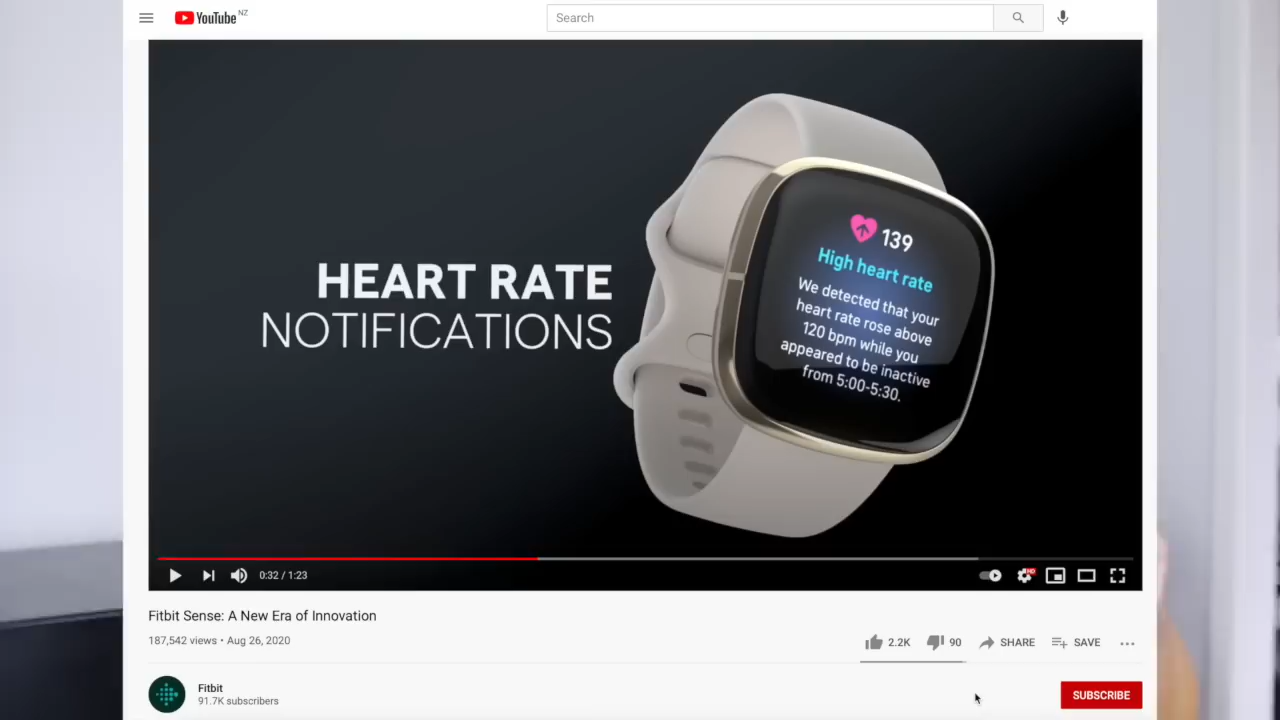 YouTube NZ
Search
HEART RATE
NOTIFICATIONS
139
High heart rate
We detected that your
heart rate rose above
120 bpm while you
appeared to be inactive
from 5:00-5:30.
0:32 / 1:23
HD
Fitbit Sense: A New Era of Innovation
187,542 views • Aug 26, 2020
2.2K
90
SHARE
SAVE
Fitbit
91.7K subscribers
SUBSCRIBE